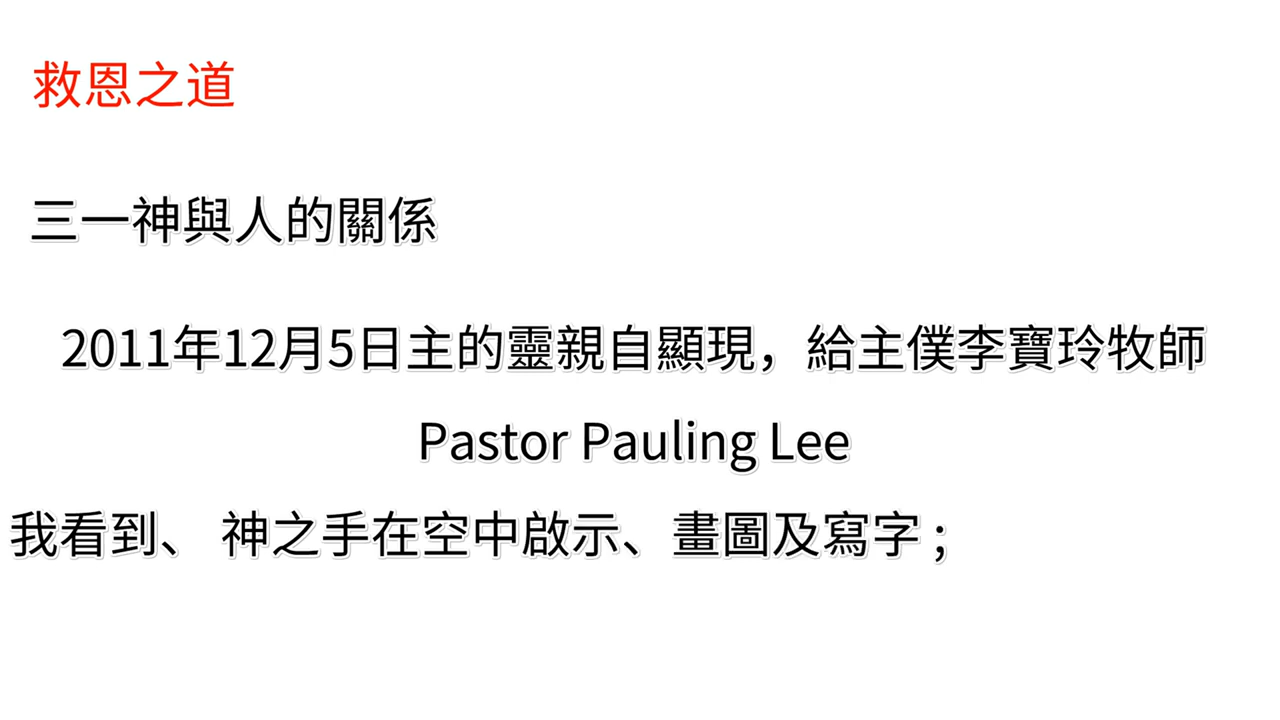 救恩之道
三一神與人的關係
2011年12月5日主的靈親自顯現，給主僕李寶玲牧師
Pastor Pauling Lee
我看到、 神之手在空中啟示、畫圖及寫字 ;